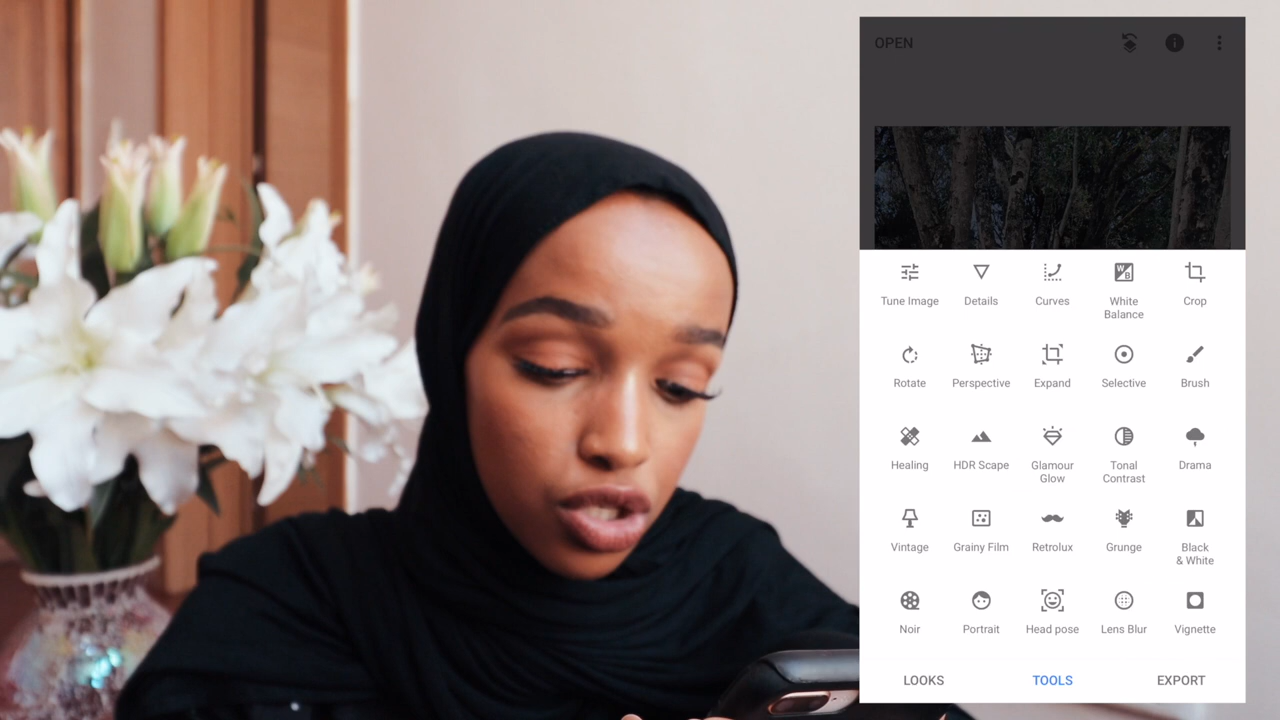 OPEN
Tune Image
Details
Curves
White
Balance
Crop
Rotate
Perspective
Expand
Selective
Brush
Healing
HDR Scape
Glamour
Glow
Tonal
Contrast
Drama
Vintage
Grainy Film
Retrolux
Grunge
Black
& White
Noir
Portrait
Head pose
Lens Blur
Vignette
LOOKS
TOOLS
EXPORT